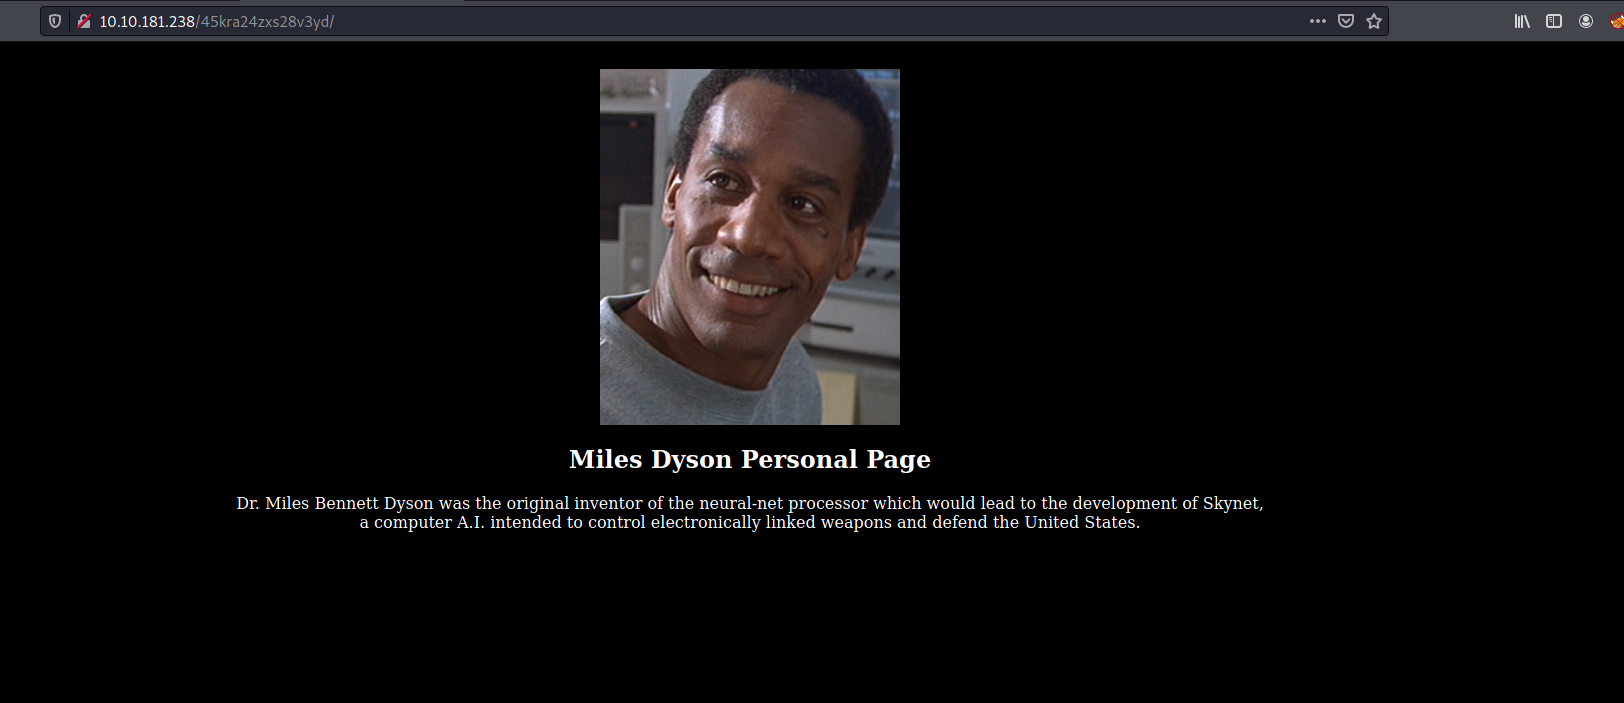 10.10.181.238/45kra24zxs28v3yd/
Miles Dyson Personal Page
Dr. Miles Bennett Dyson was the original inventor of the neural-net processor which would lead to the development of Skynet,
a computer A.I. intended to control electronically linked weapons and defend the United States.